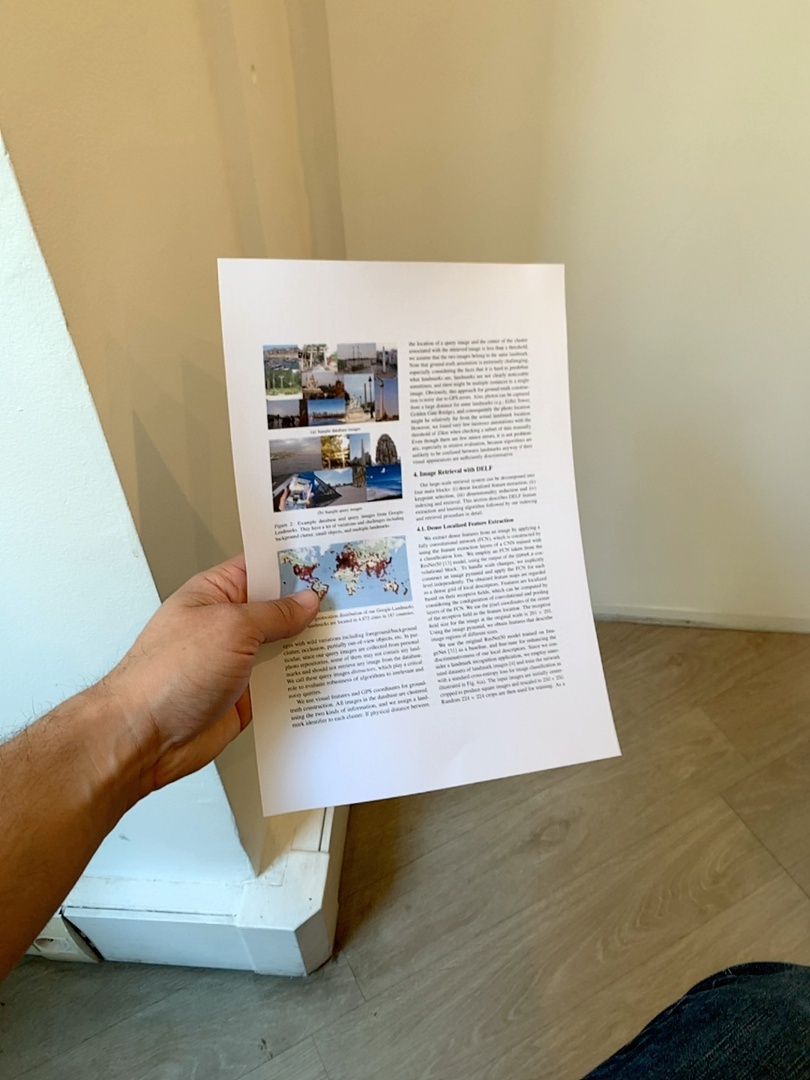 (a) Sample database images
(b) Sample query images
Figure 2: Example database and query images from Google-
Landmarks. They have a lot of variations and challenges including
background clutter, small objects, and multiple landmarks.
geolocation distribution of our Google-Landmarks
landmarks are located in 4,872 cities in 187 countries.
ages with wild variations including foreground/background
clutter, occlusion, partially out-of-view objects, etc. In par-
ticular, since our query images are collected from personal
photo repositories, some of them may not contain any land-
marks and should not retrieve any image from the database.
We call these query images distractors, which play a critical
role to evaluate robustness of algorithms to irrelevant and
noisy queries.
We use visual features and GPS coordinates for ground-
truth construction. All images in the database are clustered
using the two kinds of information, and we assign a land-
mark identifier to each cluster. If physical distance between
the location of a query image and the center of the cluster
associated with the retrieved image is less than a threshold,
we assume that the two images belong to the same landmark.
Note that ground-truth annotation is extremely challenging,
especially considering the facts that it is hard to predefine
what landmarks are, landmarks are not clearly noticeable
sometimes, and there might be multiple instances in a single
image. Obviously, this approach for ground-truth construction
is noisy due to GPS errors. Also, photos can be captured
from a large distance for some landmarks (e.g., Eiffel Tower,
Golden Gate Bridge), and consequently the photo location
might be relatively far from the actual landmark location.
However, we found very few incorrect annotations with the
threshold of 25km when checking a subset of data manually.
Even though there are few minor errors, it is not problem-
atic, especially in relative evaluation, because algorithms are
unlikely to be confused between landmarks anyway if their
visual appearances are sufficiently discriminative.
4. Image Retrieval with DELF
Our large-scale retrieval system can be decomposed into
four main blocks: (i) dense localized feature extraction, (ii)
keypoint selection, (iii) dimensionality reduction and (iv)
indexing and retrieval. This section describes DELF feature
extraction and learning algorithm followed by our indexing
and retrieval procedure in detail.
4.1. Dense Localized Feature Extraction
We extract dense features from an image by applying a
fully convolutional network (FCN), which is constructed by
using the feature extraction layers of a CNN trained with
a classification loss. We employ an FCN taken from the
ResNet50 [13] model, using the output of the conv4_x con-
volutional block. To handle scale changes, we explicitly
construct an image pyramid and apply the FCN for each
level independently. The obtained feature maps are regarded
as a dense grid of local descriptors. Features are localized
based on their receptive fields, which can be computed by
considering the configuration of convolutional and pooling
layers of the FCN. We use the pixel coordinates of the center
of the receptive field as the feature location. The receptive
field size for the image at the original scale is 291 × 291.
Using the image pyramid, we obtain features that describe
image regions of different sizes.
We use the original ResNet50 model trained on Ima-
geNet [31] as a baseline, and fine-tune for enhancing the
discriminativeness of our local descriptors. Since we con-
sider a landmark recognition application, we employ anno-
tated datasets of landmark images [4] and train the network
with a standard cross-entropy loss for image classification as
illustrated in Fig. 4(a). The input images are initially center-
cropped to produce square images and rescaled to 250 × 250.
Random 224 × 224 crops are then used for training. As a